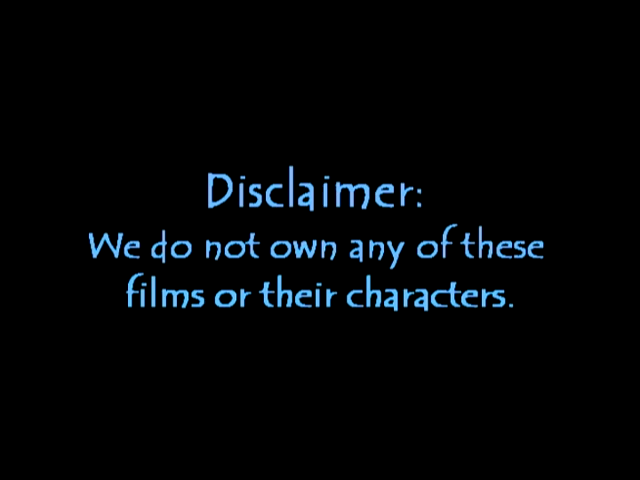 Disclaimer:
We do not own any of these
films or their characters.